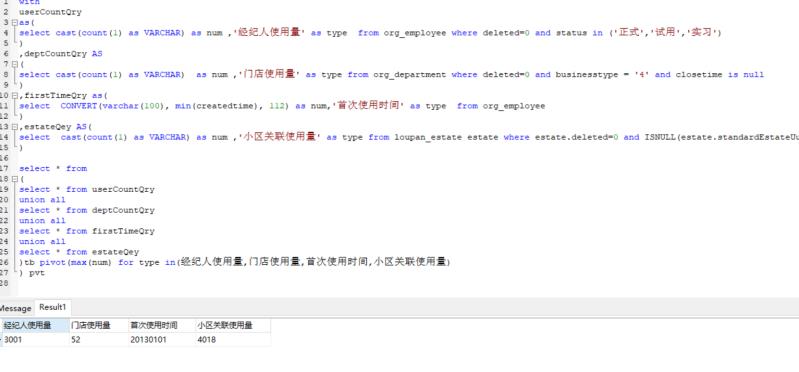 1 with
2 userCountQry
3 as(
4 select cast(count(1) as VARCHAR) as num ,'经纪人使用量' as type  from org_employee where deleted=0 and status in ('正式','试用','实习')
5 )
6 ,deptCountQry AS
7 (
8 select cast(count(1) as VARCHAR)  as num ,'门店使用量' as type from org_department where deleted=0 and businesstype = '4' and closetime is null
9 )
10 ,firstTimeQry as(
11 select  CONVERT(varchar(100), min(createdtime), 112) as num,'首次使用时间' as type  from org_employee
12 )
13 ,estateQey AS(
14 select  cast(count(1) as VARCHAR) as num ,'小区关联使用量' as type from loupan_estate estate where estate.deleted=0 and ISNULL(estate.standardEstateUu
15 )
16
17 select * from
18 (
19 select * from userCountQry
20 union all
21 select * from deptCountQry
22 union all
23 select * from firstTimeQry
24 union all
25 select * from estateQey
26 )tb pivot(max(num) for type in(经纪人使用量,门店使用量,首次使用时间,小区关联使用量)
27 ) pvt
28
Message Result1
经纪人使用量 门店使用量 首次使用时间 小区关联使用量
3001 52 20130101 4018